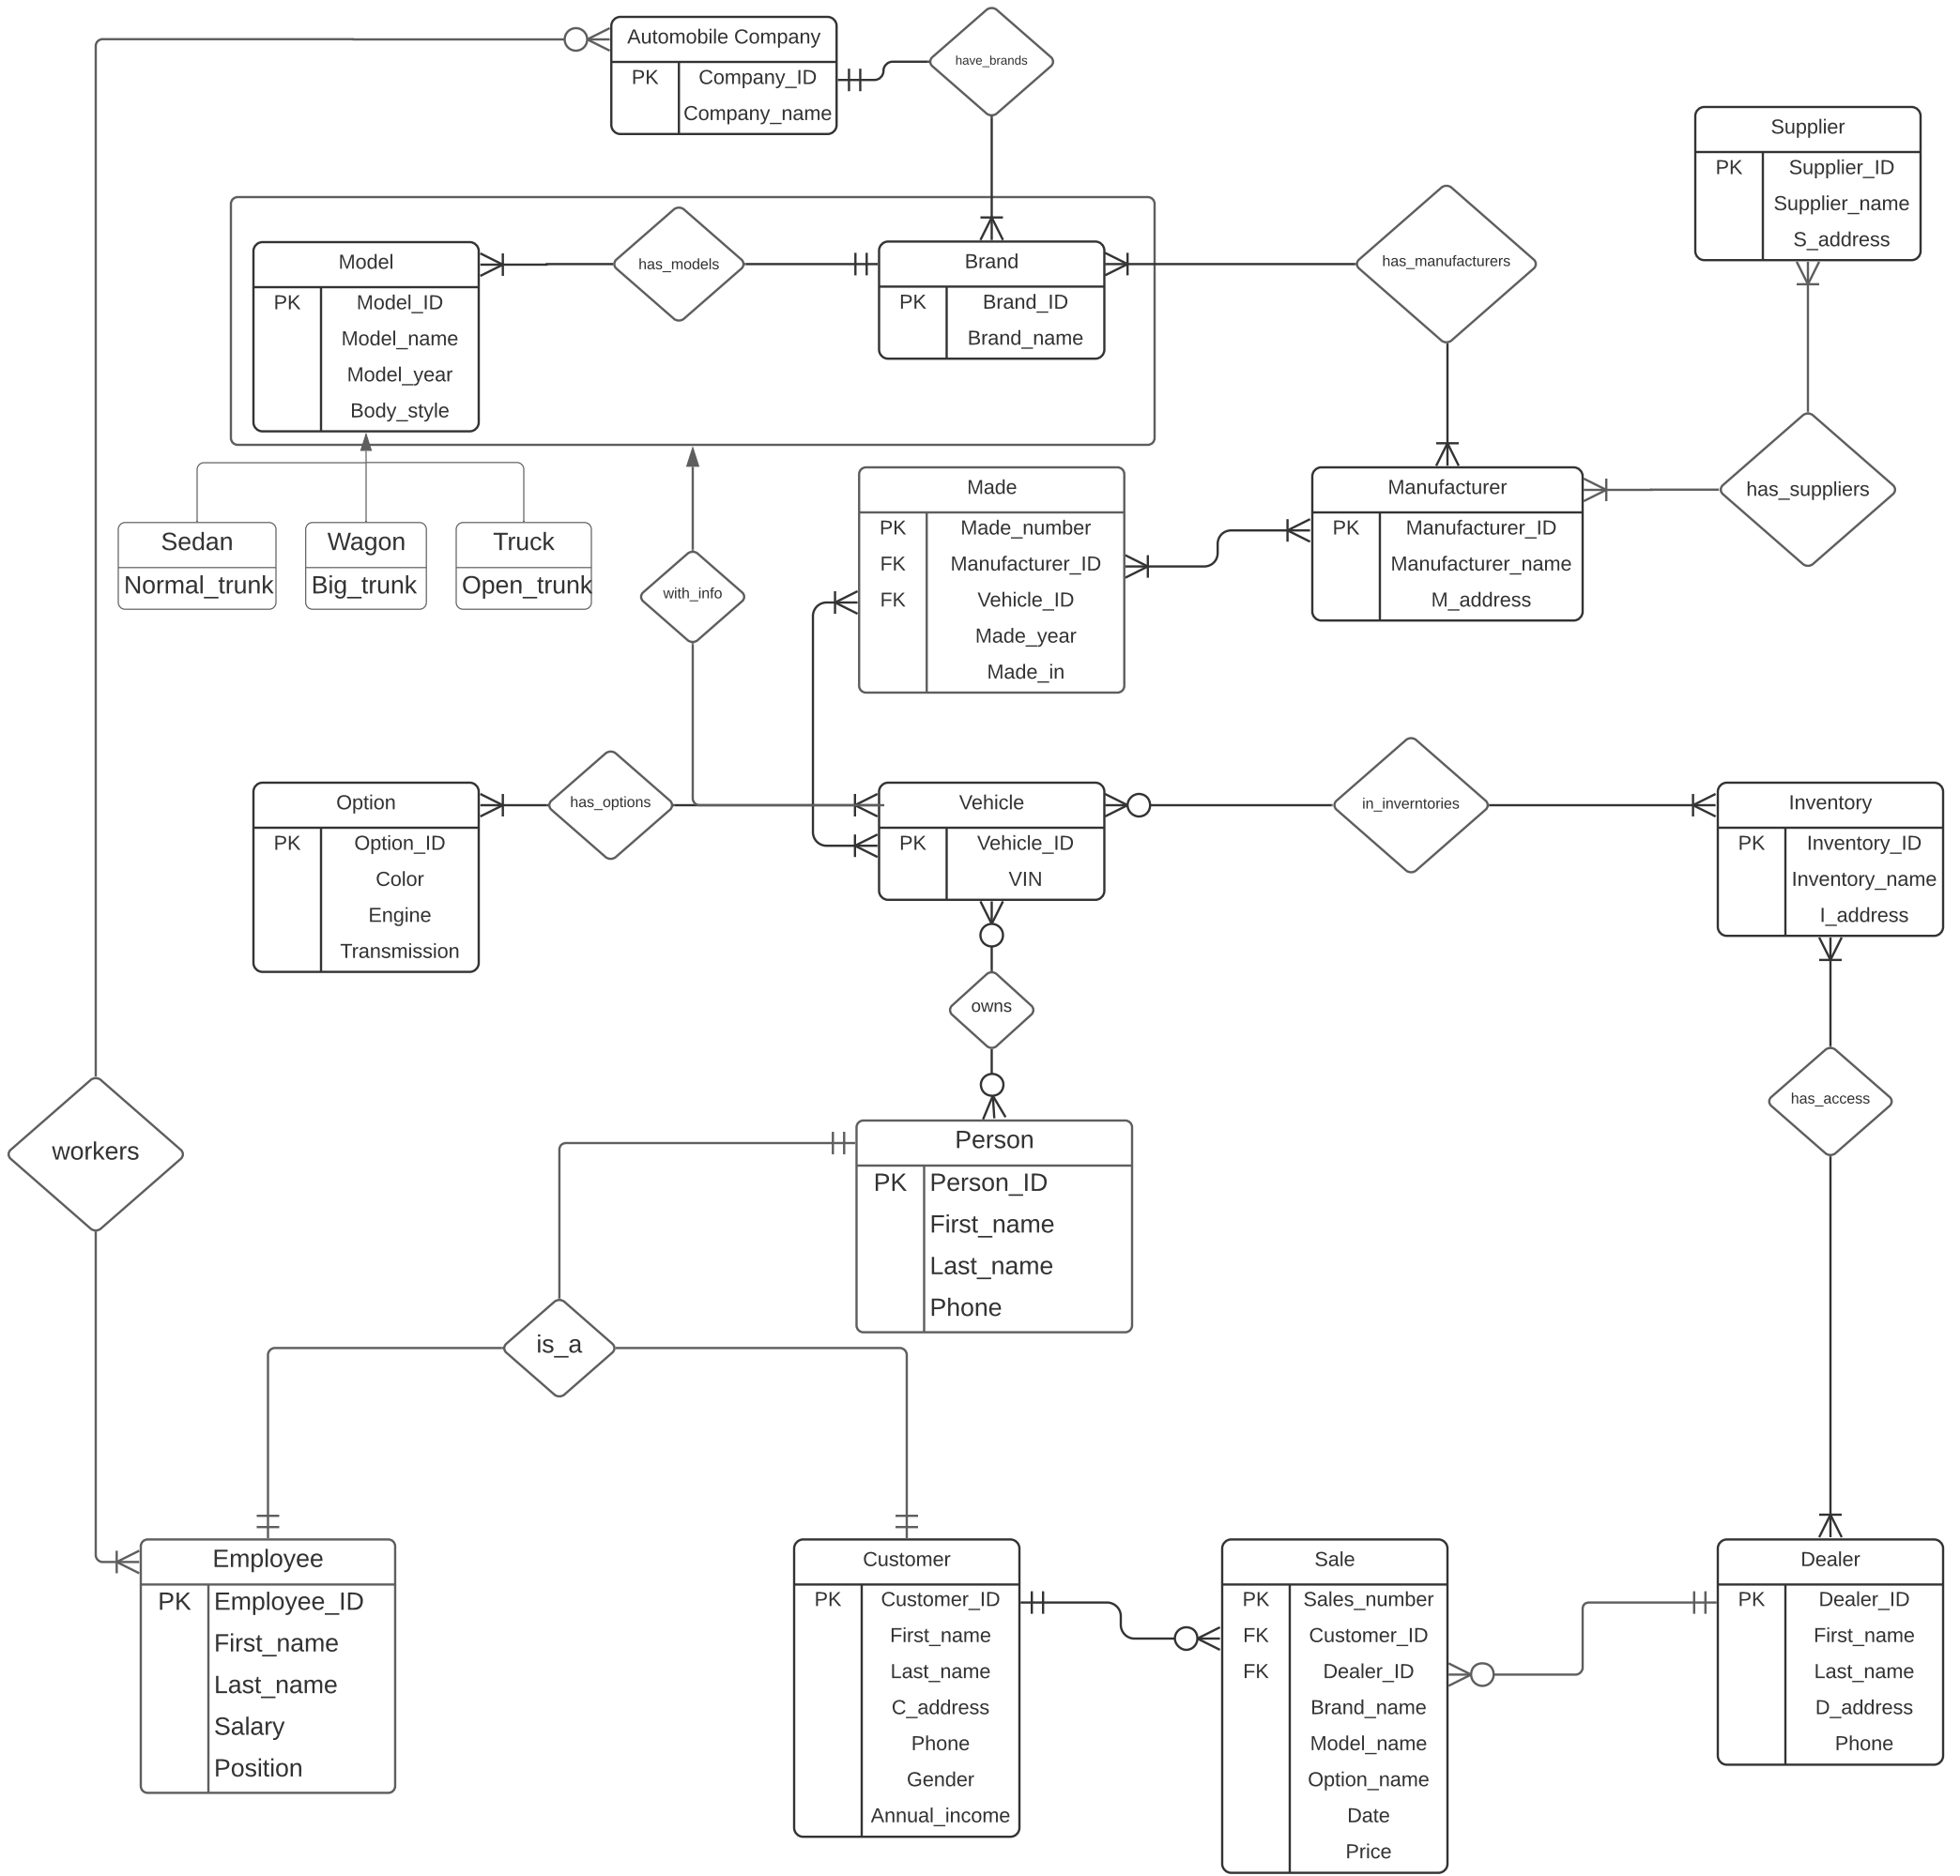 Automobile Company
PK Company_ID
Company_name
have_brands
Supplier
PK Supplier_ID
Supplier_name
S_address
Model
PK Model_ID
Model_name
Model_year
Body_style
has_models
Brand
PK Brand_ID
Brand_name
has_manufacturers
Sedan
Normal_trunk
Wagon
Big_trunk
Truck
Open_trunk
with_info
Made
PK Made_number
FK Manufacturer_ID
FK Vehicle_ID
Made_year
Made_in
Manufacturer
PK Manufacturer_ID
Manufacturer_name
M_address
has_suppliers
Option
PK Option_ID
Color
Engine
Transmission
has_options
Vehicle
PK Vehicle_ID
VIN
in_inverntories
Inventory
PK Inventory_ID
Inventory_name
I_address
owns
has_access
workers
Person
PK Person_ID
First_name
Last_name
Phone
is_a
Employee
PK Employee_ID
First_name
Last_name
Salary
Position
Customer
PK Customer_ID
First_name
Last_name
C_address
Phone
Gender
Annual_income
Sale
PK Sales_number
FK Customer_ID
FK Dealer_ID
Brand_name
Model_name
Option_name
Date
Price
Dealer
PK Dealer_ID
First_name
Last_name
D_address
Phone